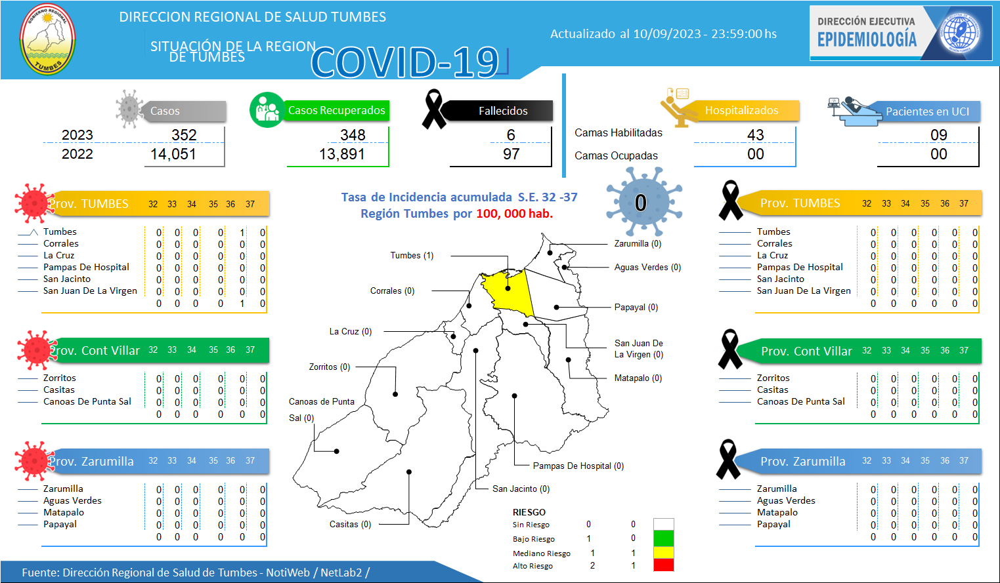 GOBIERNO REGIONAL
TUMBES
DIRECCION REGIONAL DE SALUD TUMBES
SITUACIÓN DE LA REGION
DE TUMBES
COVID-19
Actualizado al 10/09/2023 - 23:59:00 hs
DIRECCIÓN EJECUTIVA
EPIDEMIOLOGÍA
Casos
Casos Recuperados
Fallecidos
Hospitalizados
Pacientes en UCI
2023 352 348 6
2022 14,051 13,891 97
Camas Habilitadas 43 09
Camas Ocupadas 00 00
Prov. TUMBES 32 33 34 35 36 37
Tumbes 0 0 0 0 1 0
Corrales 0 0 0 0 0 0
La Cruz 0 0 0 0 0 0
Pampas De Hospital 0 0 0 0 0 0
San Jacinto 0 0 0 0 0 0
San Juan De La Virgen 0 0 0 0 0 0
0 0 0 0 1 0
Prov. Cont Villar 32 33 34 35 36 37
Zorritos 0 0 0 0 0 0
Casitas 0 0 0 0 0 0
Canoas De Punta Sal 0 0 0 0 0 0
0 0 0 0 0 0
Prov. Zarumilla 32 33 34 35 36 37
Zarumilla 0 0 0 0 0 0
Aguas Verdes 0 0 0 0 0 0
Matapalo 0 0 0 0 0 0
Papayal 0 0 0 0 0 0
0 0 0 0 0 0
Tasa de Incidencia acumulada S.E. 32 -37
Región Tumbes por 100, 000 hab.
0
Zarumilla (0)
Tumbes (1)
Aguas Verdes (0)
Corrales (0)
Papayal (0)
La Cruz (0)
San Juan De
La Virgen (0)
Zorritos (0)
Matapalo (0)
Canoas de Punta
Sal (0)
Pampas De Hospital (0)
San Jacinto (0)
Casitas (0)
RIESGO
Sin Riesgo 0 0
Bajo Riesgo 1 0
Mediano Riesgo 1 1
Alto Riesgo 2 1
Prov. TUMBES 32 33 34 35 36 37
Tumbes 0 0 0 0 0 0
Corrales 0 0 0 0 0 0
La Cruz 0 0 0 0 0 0
Pampas De Hospital 0 0 0 0 0 0
San Jacinto 0 0 0 0 0 0
San Juan De La Virgen 0 0 0 0 0 0
0 0 0 0 0 0
Prov. Cont Villar 32 33 34 35 36 37
Zorritos 0 0 0 0 0 0
Casitas 0 0 0 0 0 0
Canoas De Punta Sal 0 0 0 0 0 0
0 0 0 0 0 0
Prov. Zarumilla 32 33 34 35 36 37
Zarumilla 0 0 0 0 0 0
Aguas Verdes 0 0 0 0 0 0
Matapalo 0 0 0 0 0 0
Papayal 0 0 0 0 0 0
0 0 0 0 0 0
Fuente: Dirección Regional de Salud de Tumbes - NotiWeb / NetLab2 /